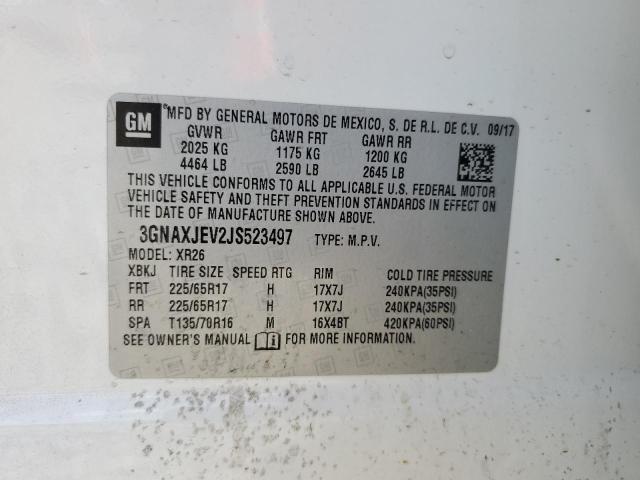 GM
®MFD BY GENERAL MOTORS DE MEXICO, S. DE R.L. DE C.V. 09/17
GVWR GAWR FRT GAWR RR
2025 KG 1175 KG 1200 KG
4464 LB 2590 LB 2645 LB
THIS VEHICLE CONFORMS TO ALL APPLICABLE U.S. FEDERAL MOTOR
VEHICLE SAFETY AND THEFT PREVENTION STANDARDS IN EFFECT ON THE
DATE OF MANUFACTURE SHOWN ABOVE.
3GNAXJEV2JS523497 TYPE: M.P.V.
MODEL: XR26
XBKJ TIRE SIZE SPEED RTG RIM COLD TIRE PRESSURE
FRT 225/65R17 H 17X7J 240KPA(35PSI)
RR 225/65R17 H 17X7J 240KPA(35PSI)
SPA T135/70R16 M 16X4BT 420KPA(60PSI)
SEE OWNER'S MANUAL i FOR MORE INFORMATION.